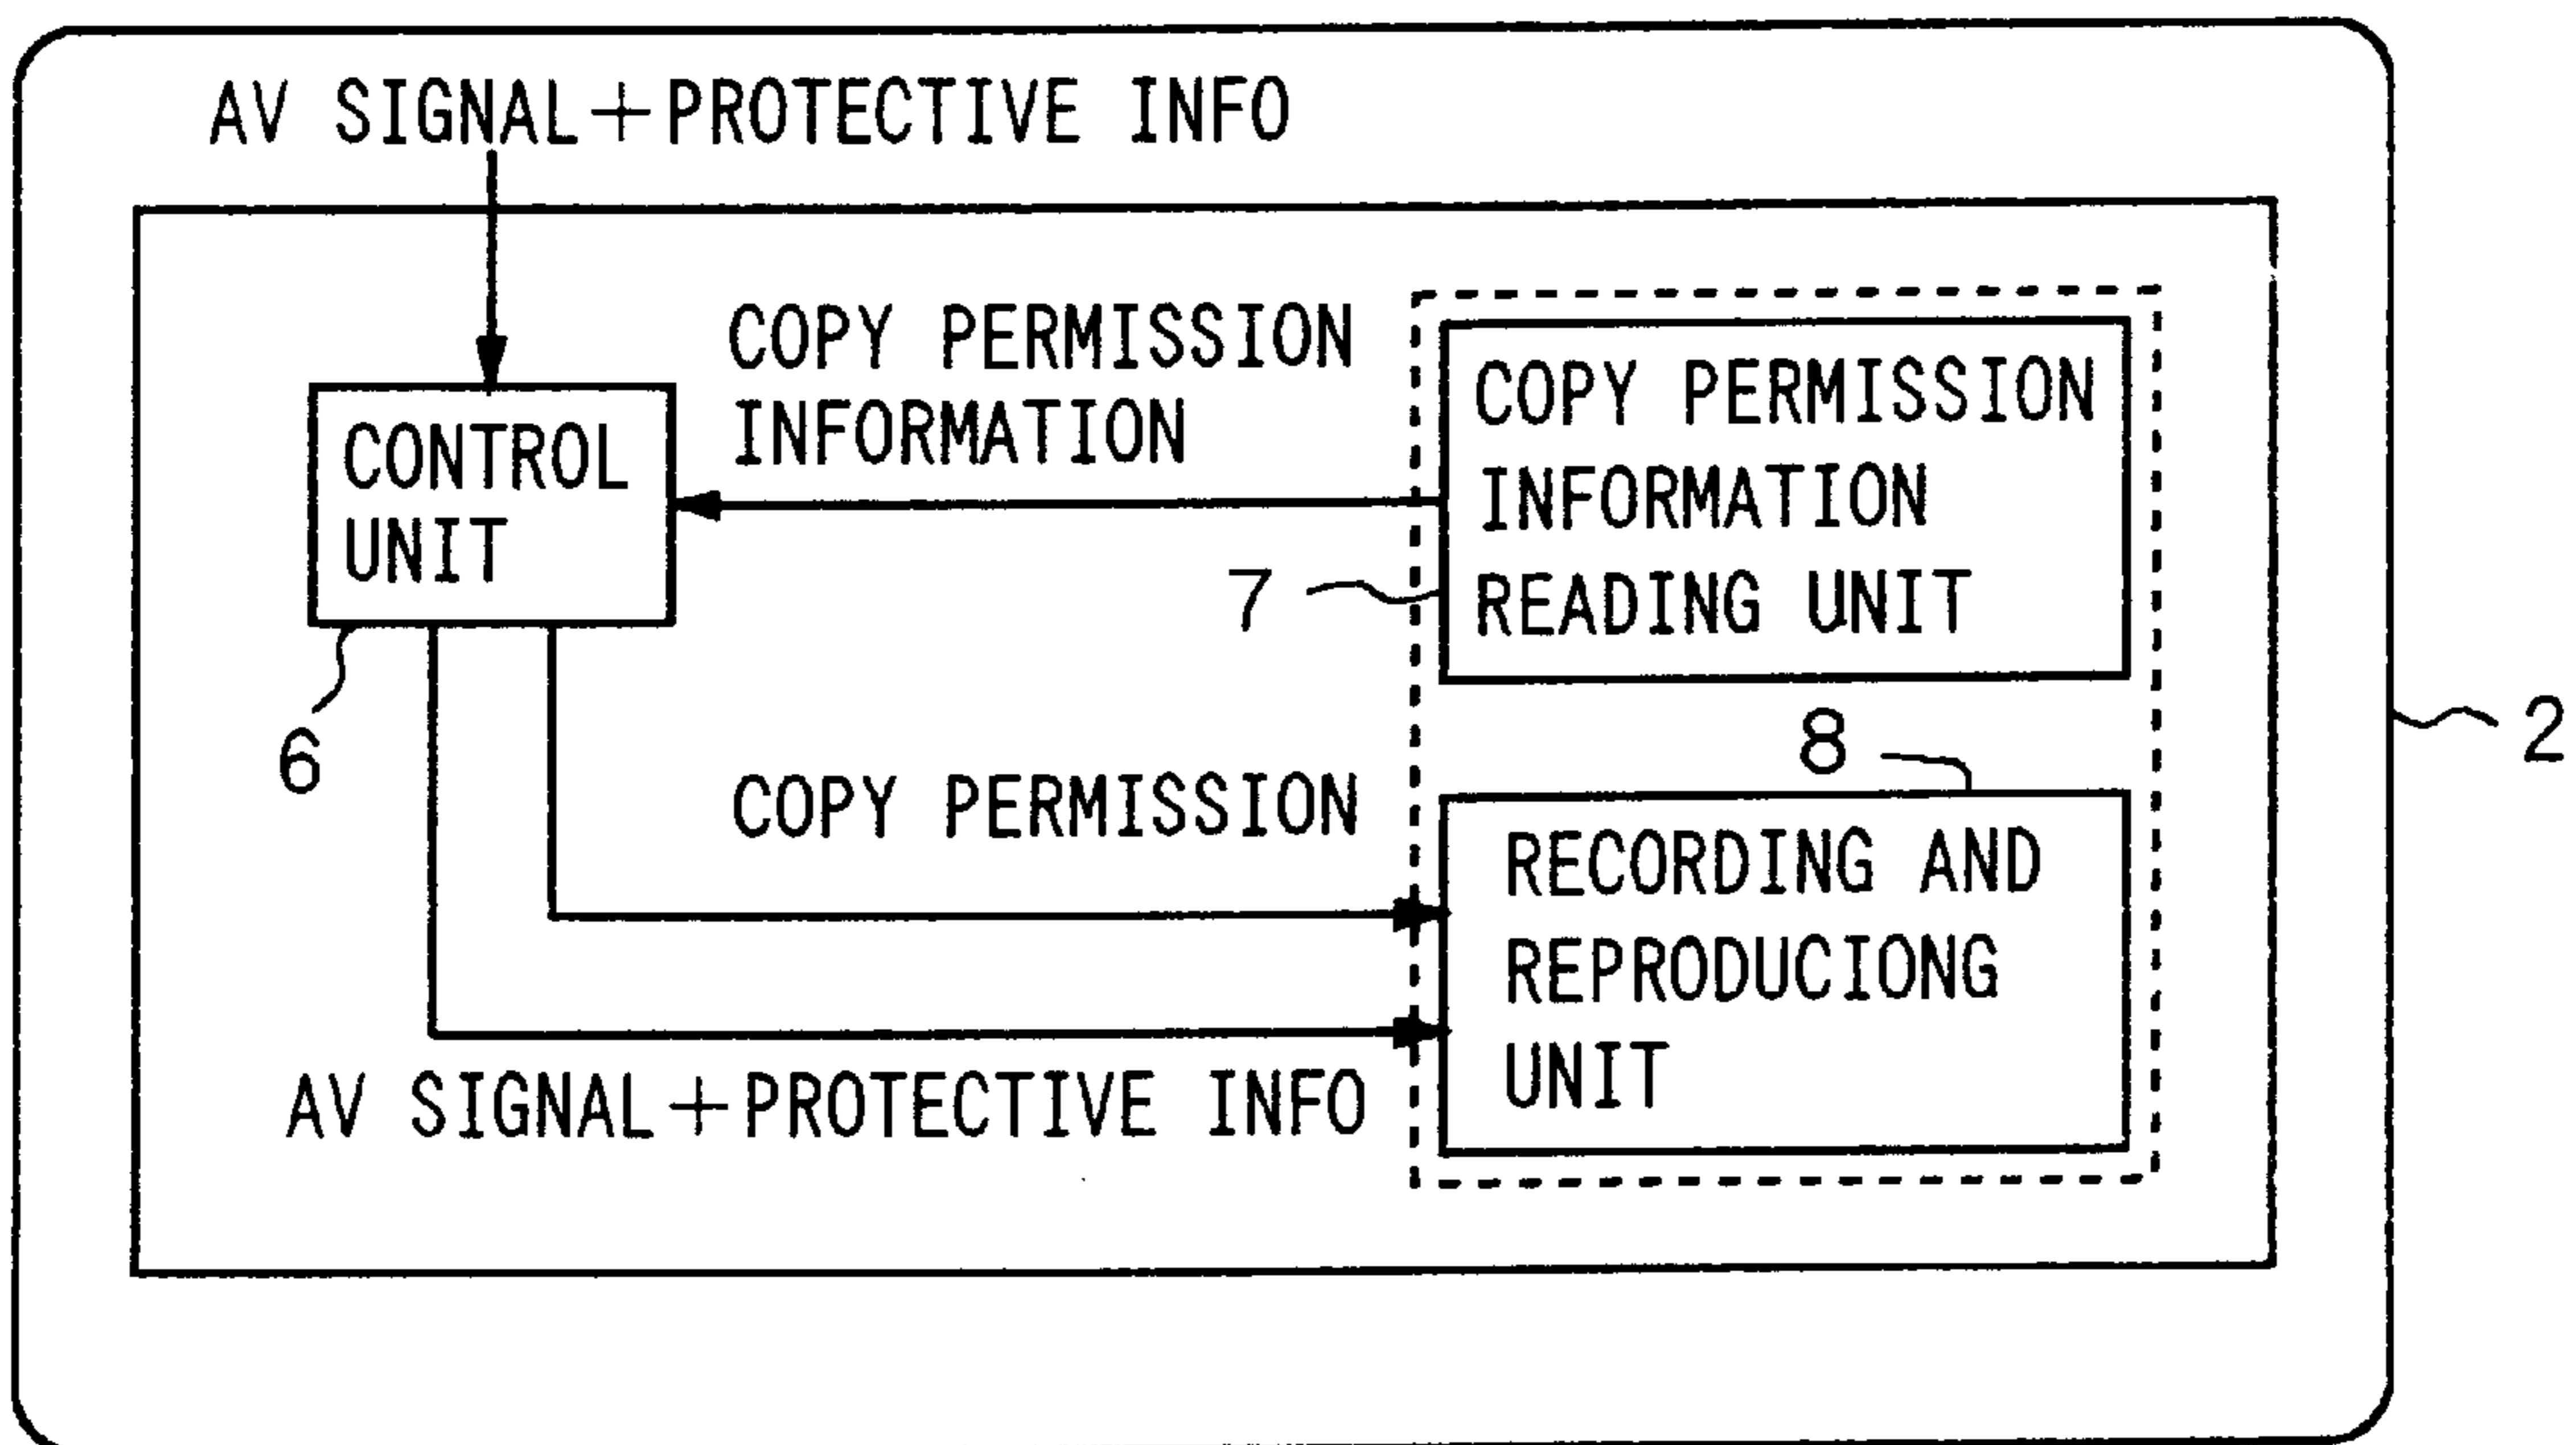 AV SIGNAL+PROTECTIVE INFO
COPY PERMISSION
INFORMATION
CONTROL
UNIT
COPY PERMISSION
INFORMATION
READING UNIT
7
6
2
8
COPY PERMISSION
RECORDING AND
REPRODUCIONG
UNIT
AV SIGNAL+PROTECTIVE INFO